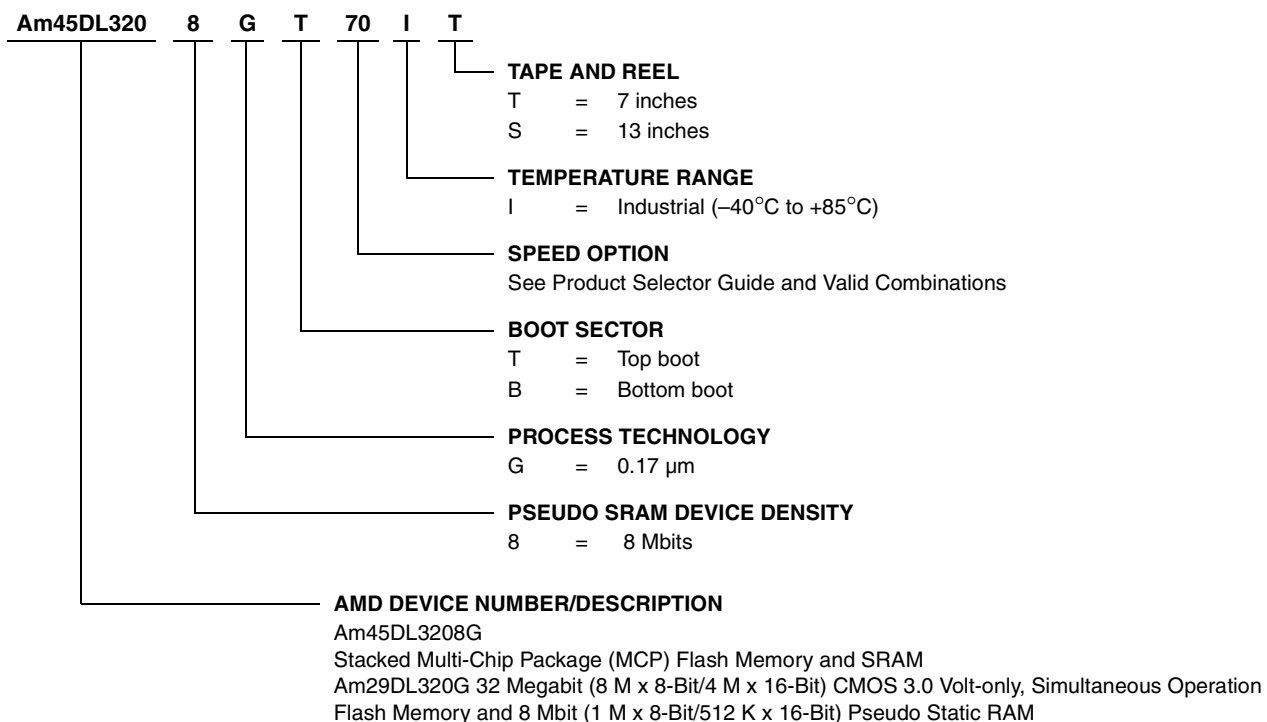 Am45DL320 8 G T 70 I T
TAPE AND REEL
T = 7 inches
S = 13 inches
TEMPERATURE RANGE
I = Industrial (–40°C to +85°C)
SPEED OPTION
See Product Selector Guide and Valid Combinations
BOOT SECTOR
T = Top boot
B = Bottom boot
PROCESS TECHNOLOGY
G = 0.17 µm
PSEUDO SRAM DEVICE DENSITY
8 = 8 Mbits
AMD DEVICE NUMBER/DESCRIPTION
Am45DL3208G
Stacked Multi-Chip Package (MCP) Flash Memory and SRAM
Am29DL320G 32 Megabit (8 M x 8-Bit/4 M x 16-Bit) CMOS 3.0 Volt-only, Simultaneous Operation
Flash Memory and 8 Mbit (1 M x 8-Bit/512 K x 16-Bit) Pseudo Static RAM